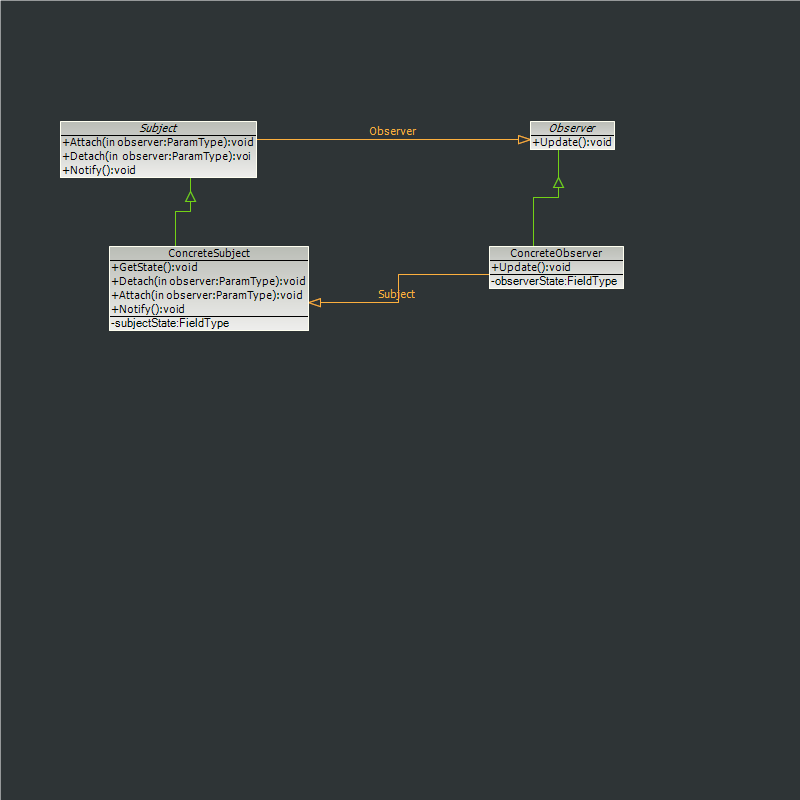 Subject
+Attach(in observer:ParamType):void
+Detach(in observer:ParamType):voi
+Notify():void
Observer
Observer
+Update():void
ConcreteSubject
+GetState():void
+Detach(in observer:ParamType):void
+Attach(in observer:ParamType):void
+Notify():void
-subjectState:FieldType
Subject
ConcreteObserver
+Update():void
-observerState:FieldType